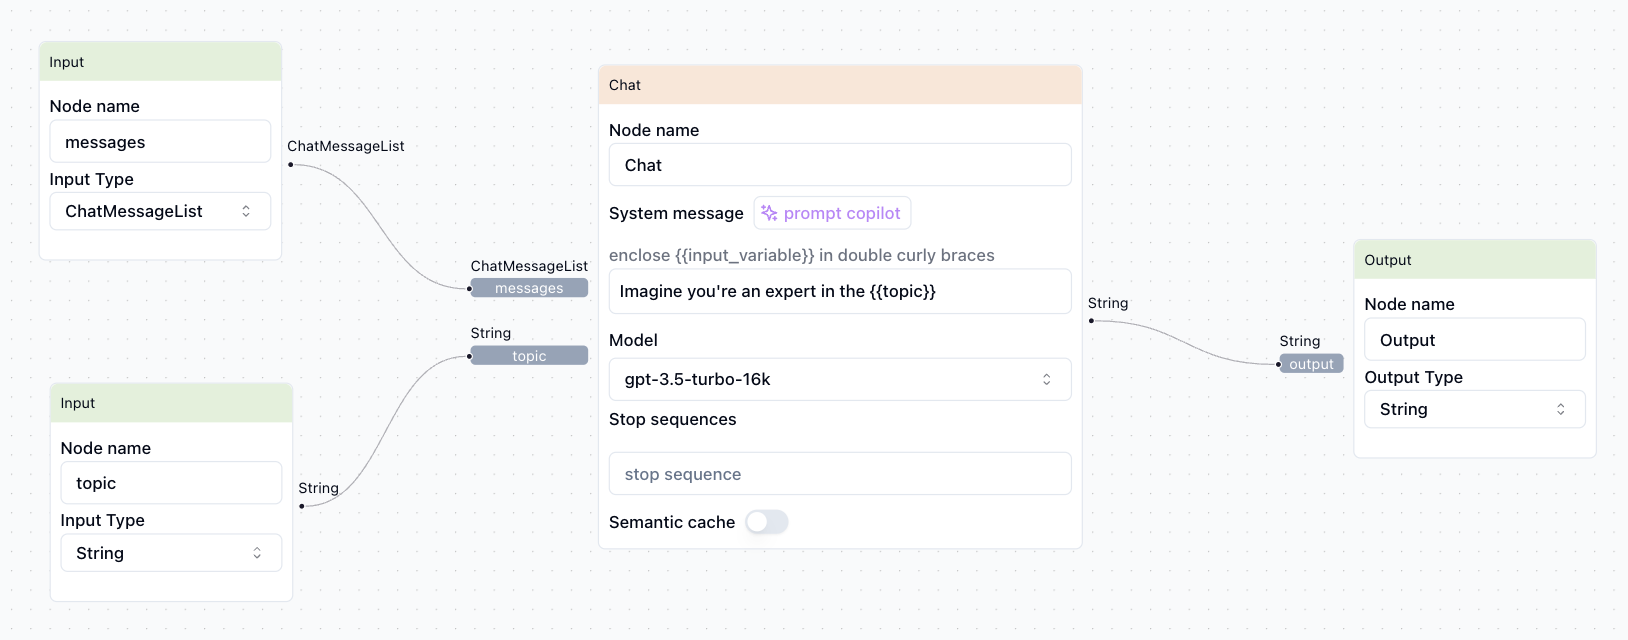 Input
Node name
messages
Input Type
ChatMessageList
ChatMessageList
Input
Node name
topic
Input Type
String
String
ChatMessageList
messages
String
topic
Chat
Node name
Chat
System message prompt copilot
enclose {{input_variable}} in double curly braces
Imagine you're an expert in the {{topic}}
Model
gpt-3.5-turbo-16k
Stop sequences
stop sequence
Semantic cache
String
String
output
Output
Node name
Output
Output Type
String